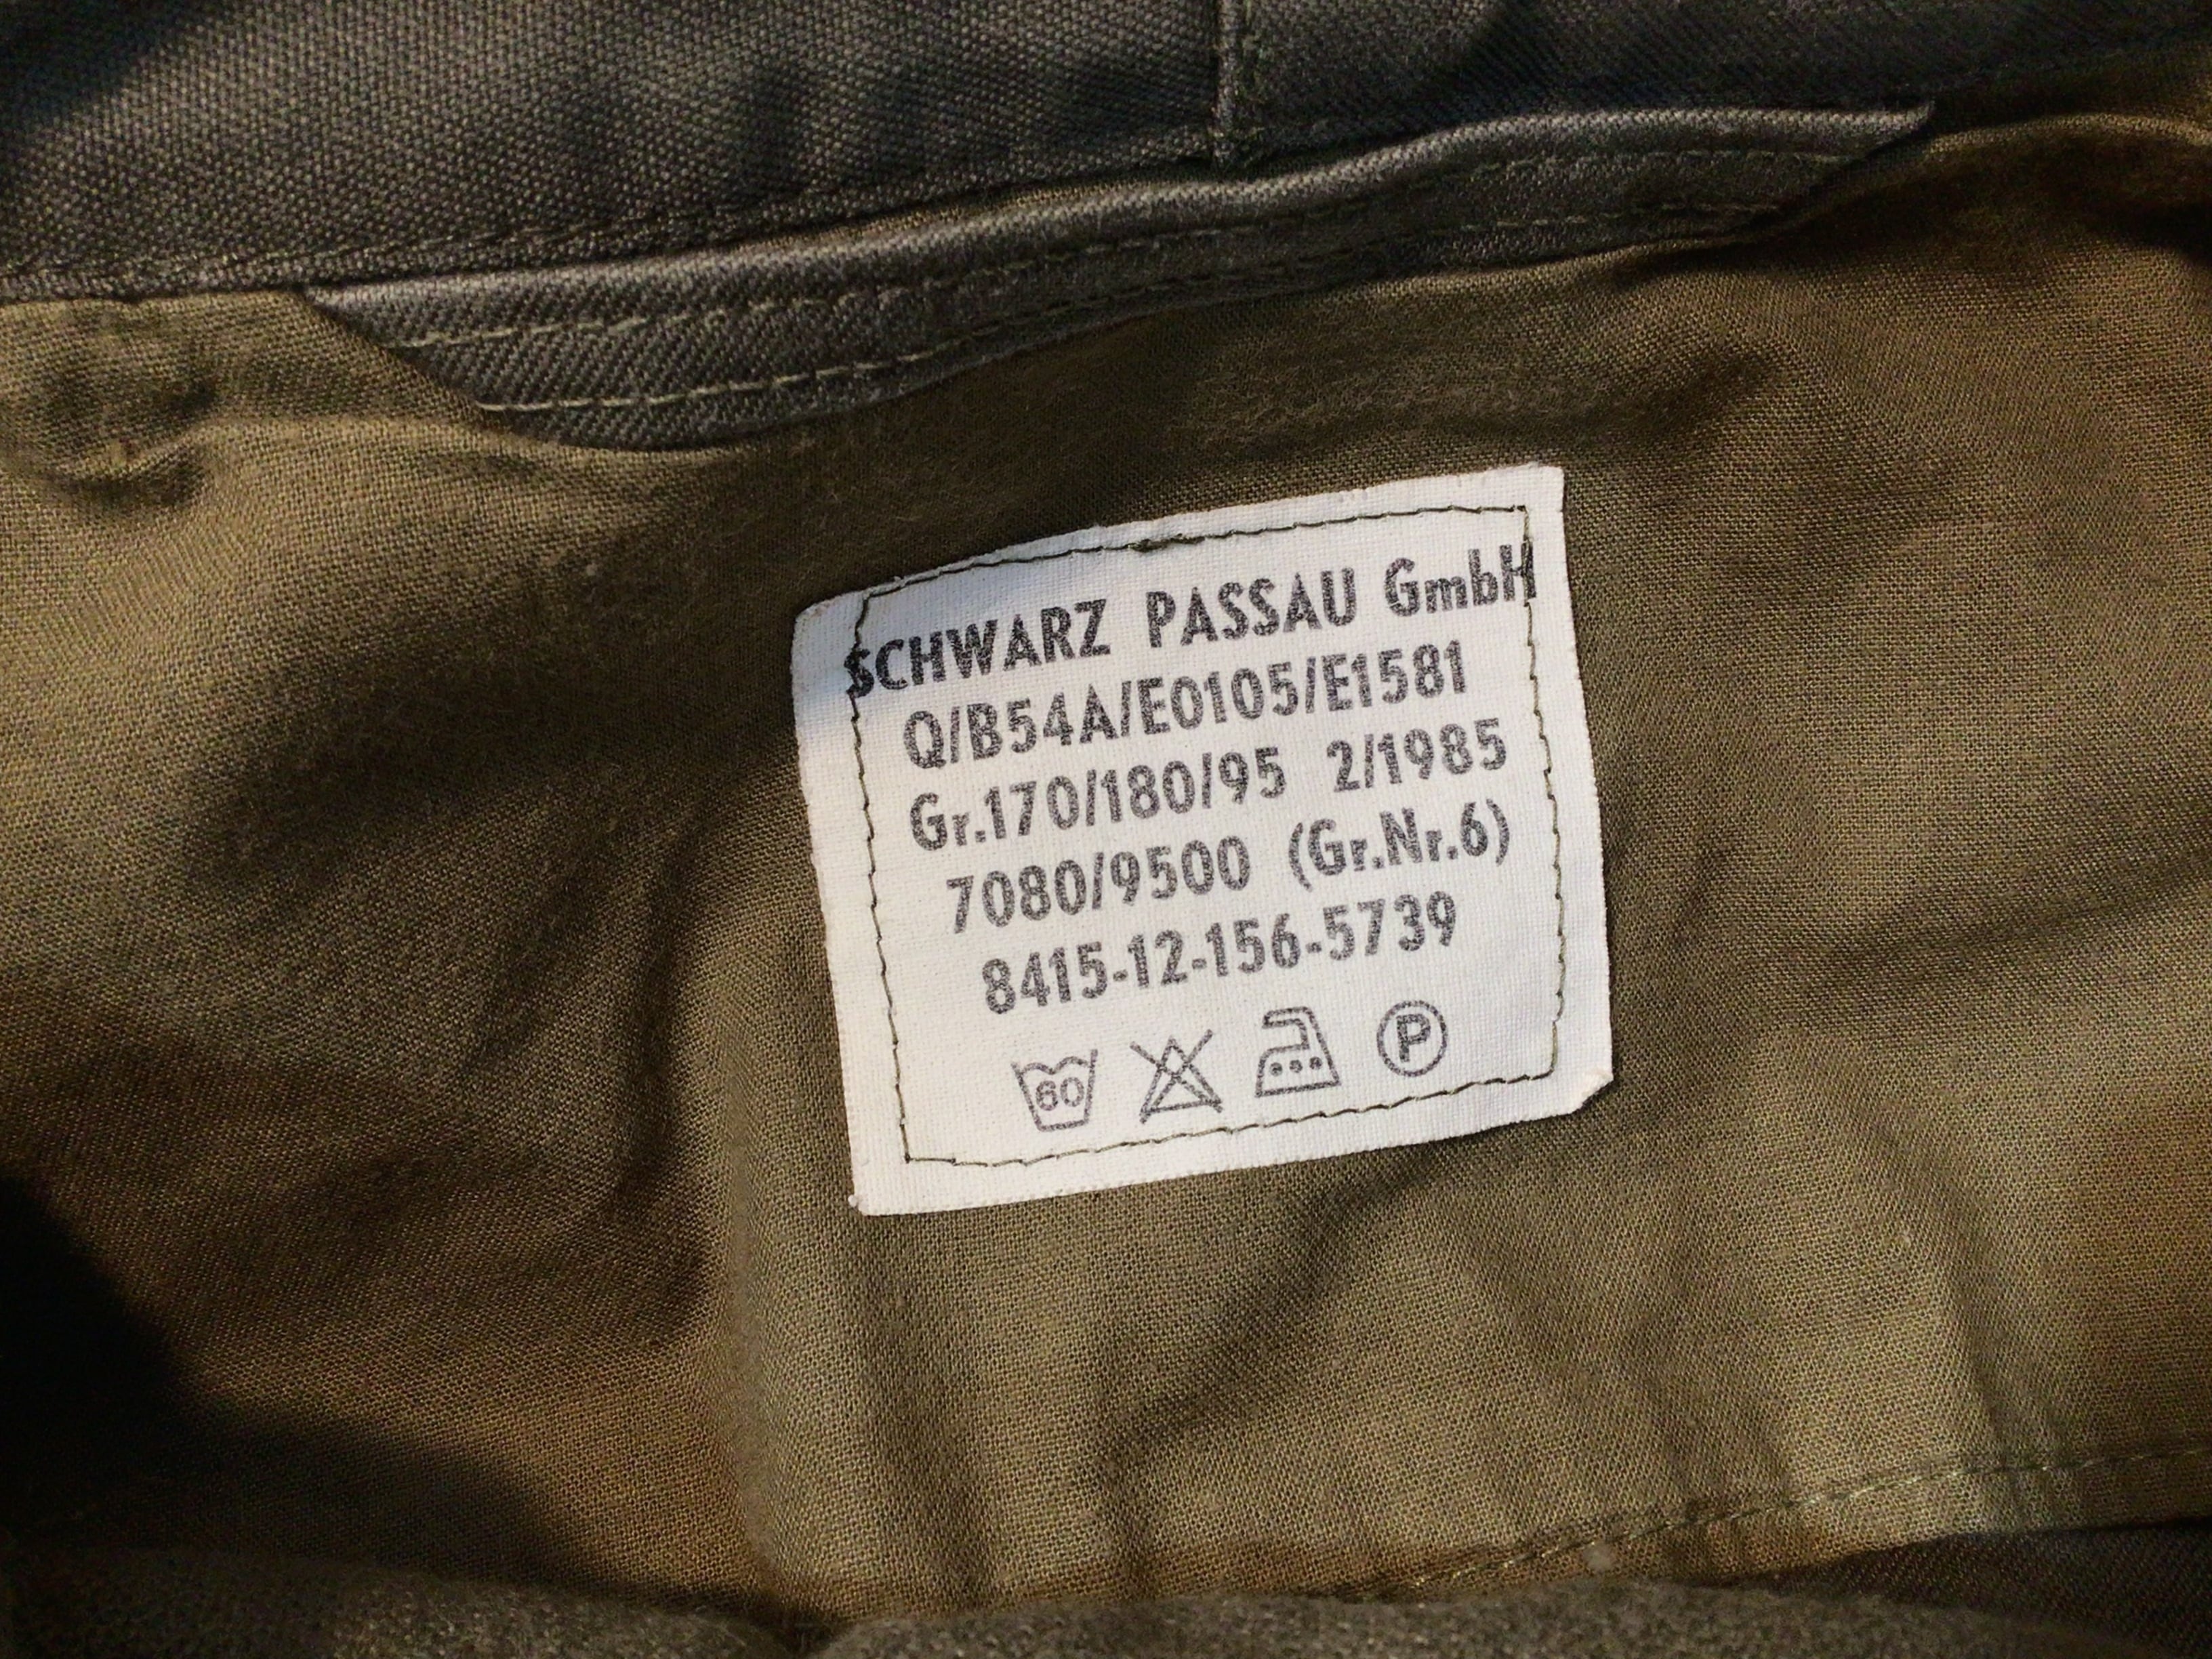 SCHWARZ PASSAU GmbH
Q/B54A/E0105/E1581
Gr.170/180/95 2/1985
7080/9500 (Gr.Nr.6)
8415-12-156-5739
60 P